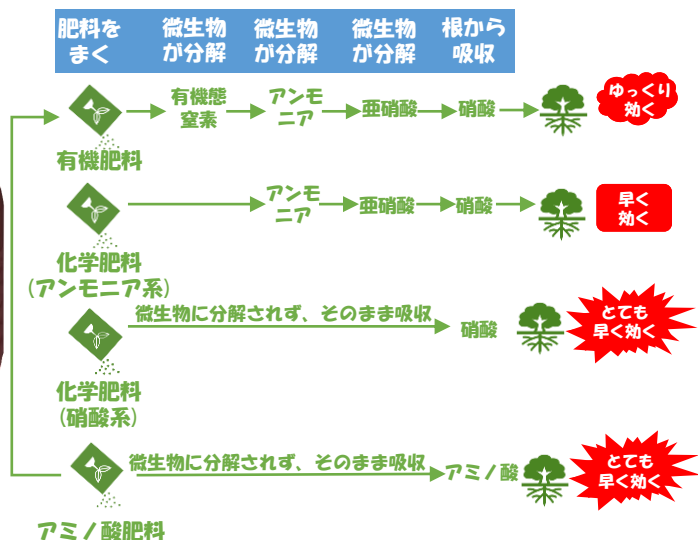 肥料を
まく
微生物
が分解
微生物
が分解
微生物
が分解
根から
吸収
有機態
窒素
アンモ
ニア
亜硝酸
硝酸
ゆっくり
効く
有機肥料
アンモ
ニア
亜硝酸
硝酸
早く
効く
化学肥料
(アンモニア系)
微生物に分解されず、そのまま吸収
硝酸
とても
早く効く
化学肥料
(硝酸系)
微生物に分解されず、そのまま吸収
アミノ酸
とても
早く効く
アミノ酸肥料